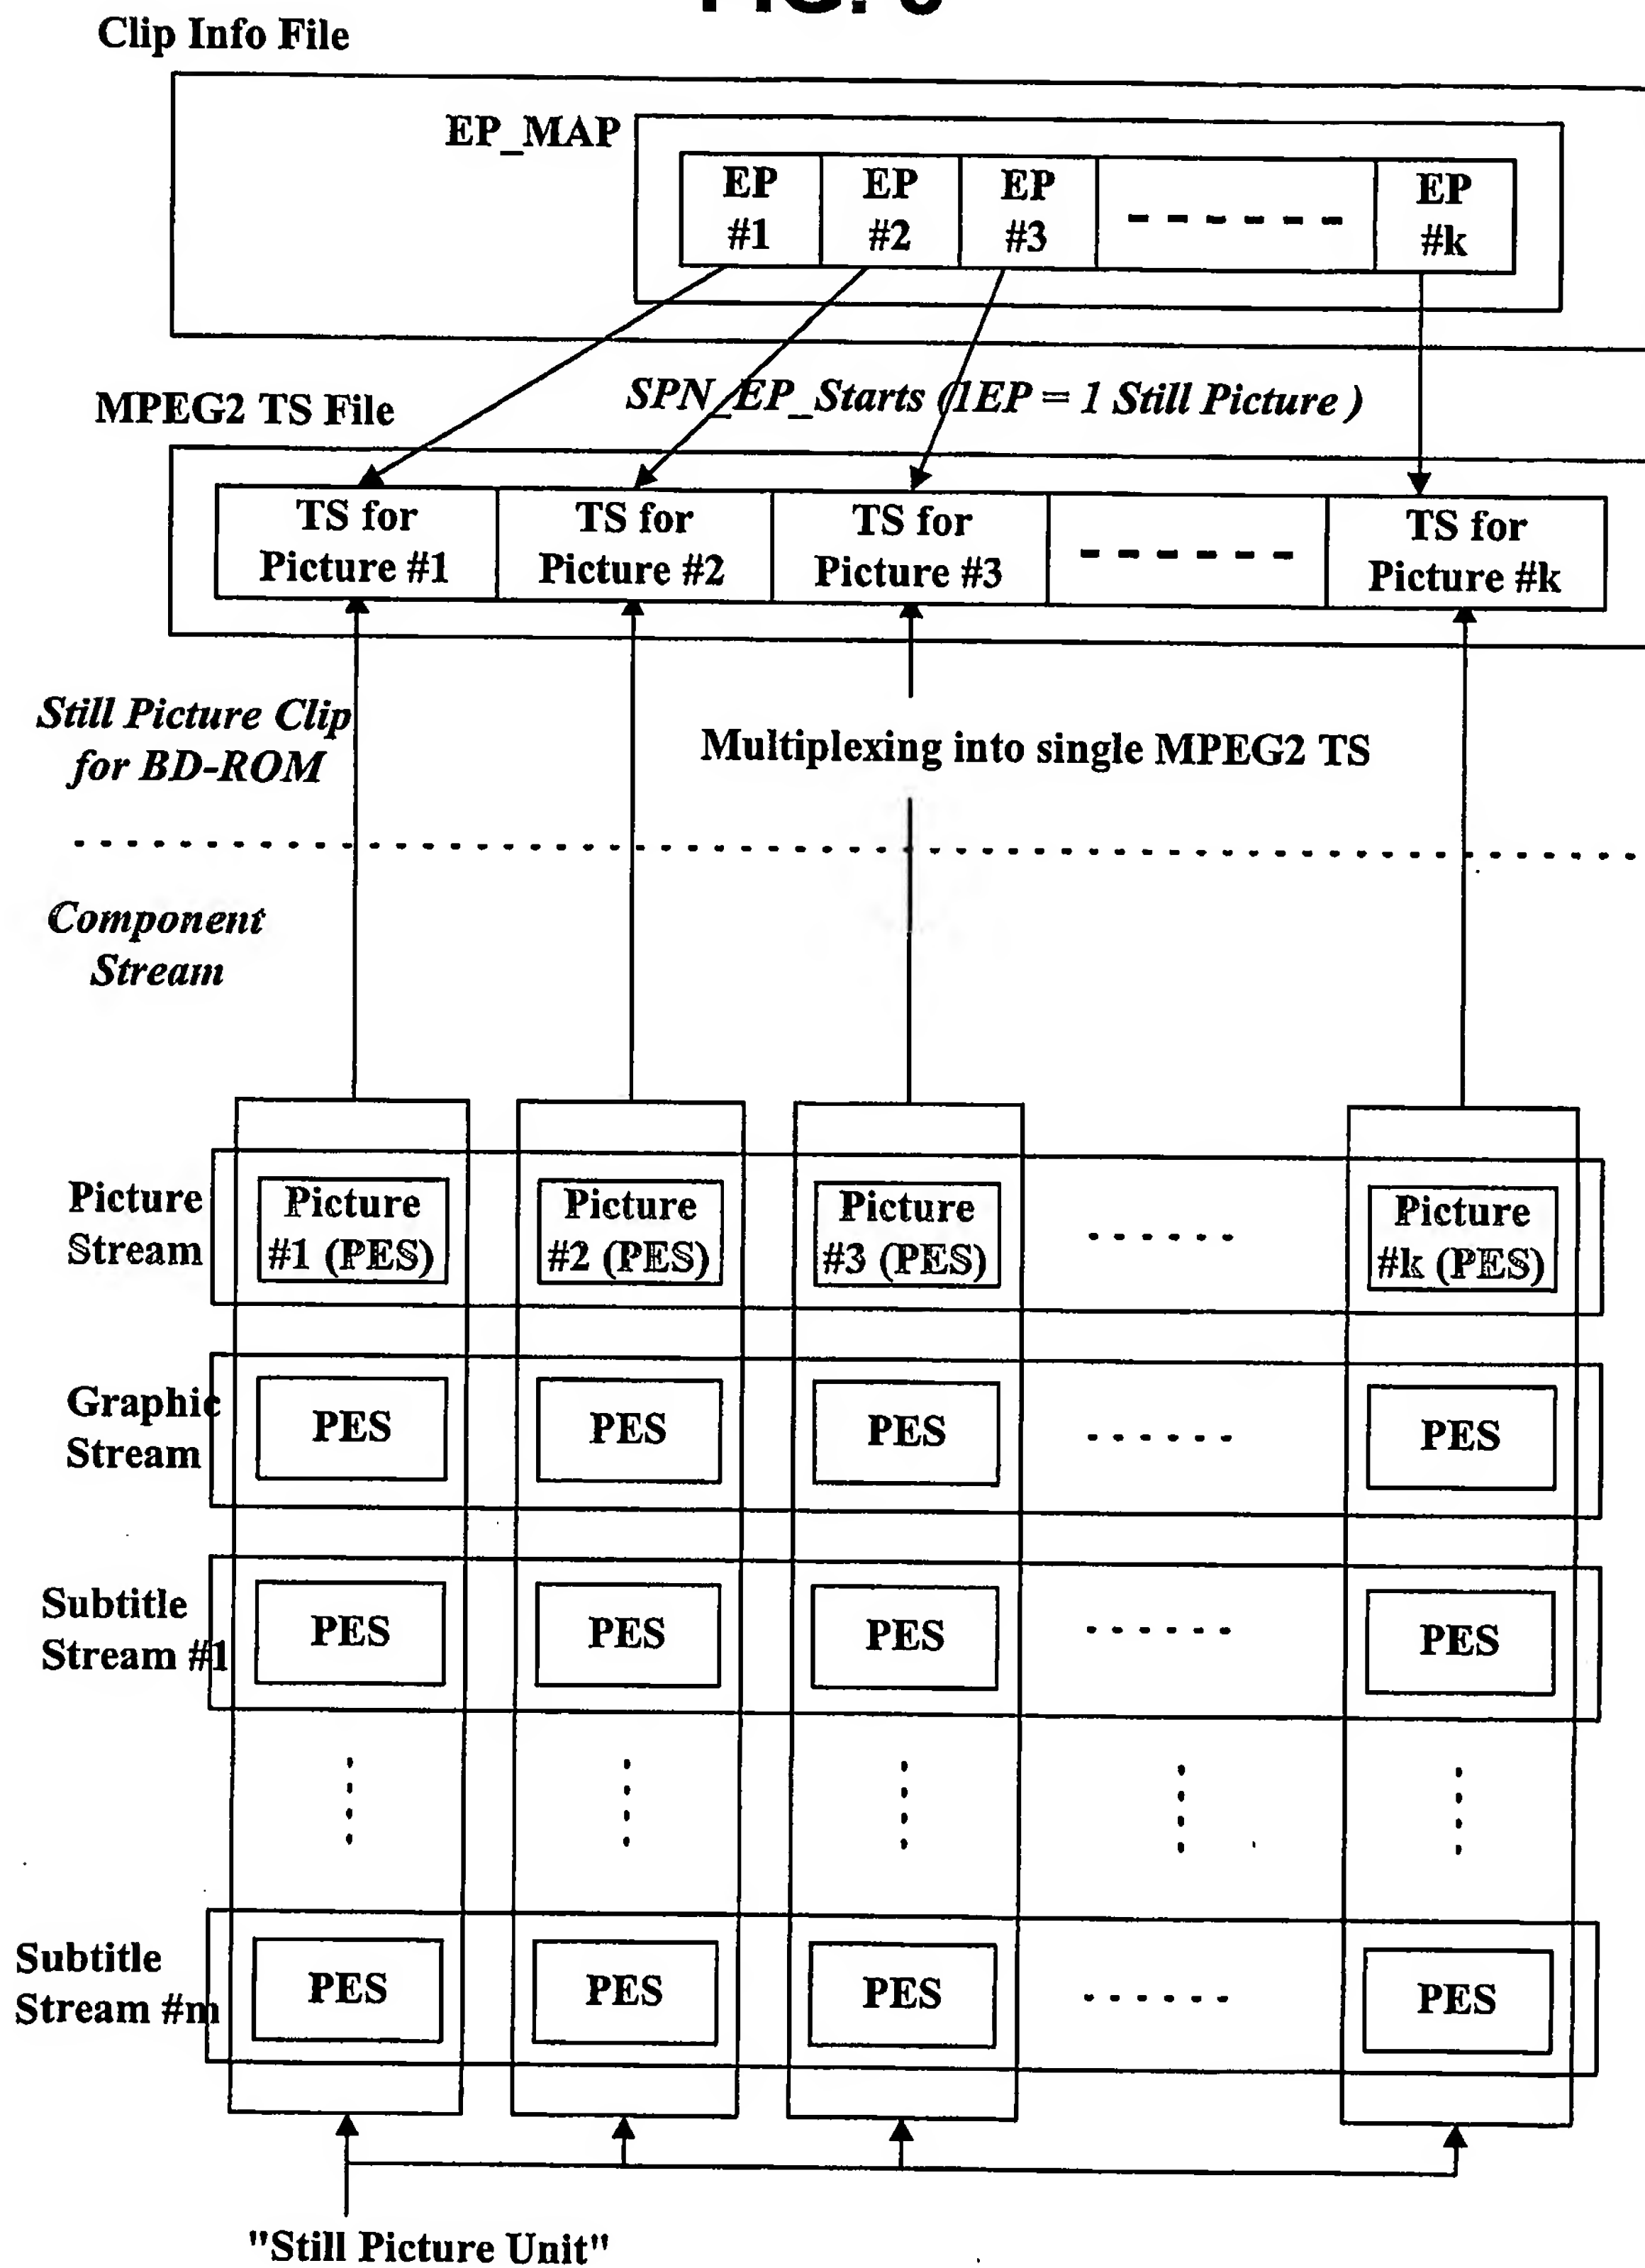 Clip Info File
EP_MAP
EP #1
EP #2
EP #3
EP #k
SPN_EP_Starts (1EP = 1 Still Picture )
MPEG2 TS File
TS for Picture #1
TS for Picture #2
TS for Picture #3
TS for Picture #k
Still Picture Clip
for BD-ROM
Multiplexing into single MPEG2 TS
Component
Stream
Picture
Stream
Picture #1 (PES)
Picture #2 (PES)
Picture #3 (PES)
Picture #k (PES)
Graphic
Stream
PES
PES
PES
PES
Subtitle
Stream #1
PES
PES
PES
PES
Subtitle
Stream #m
PES
PES
PES
PES
"Still Picture Unit"